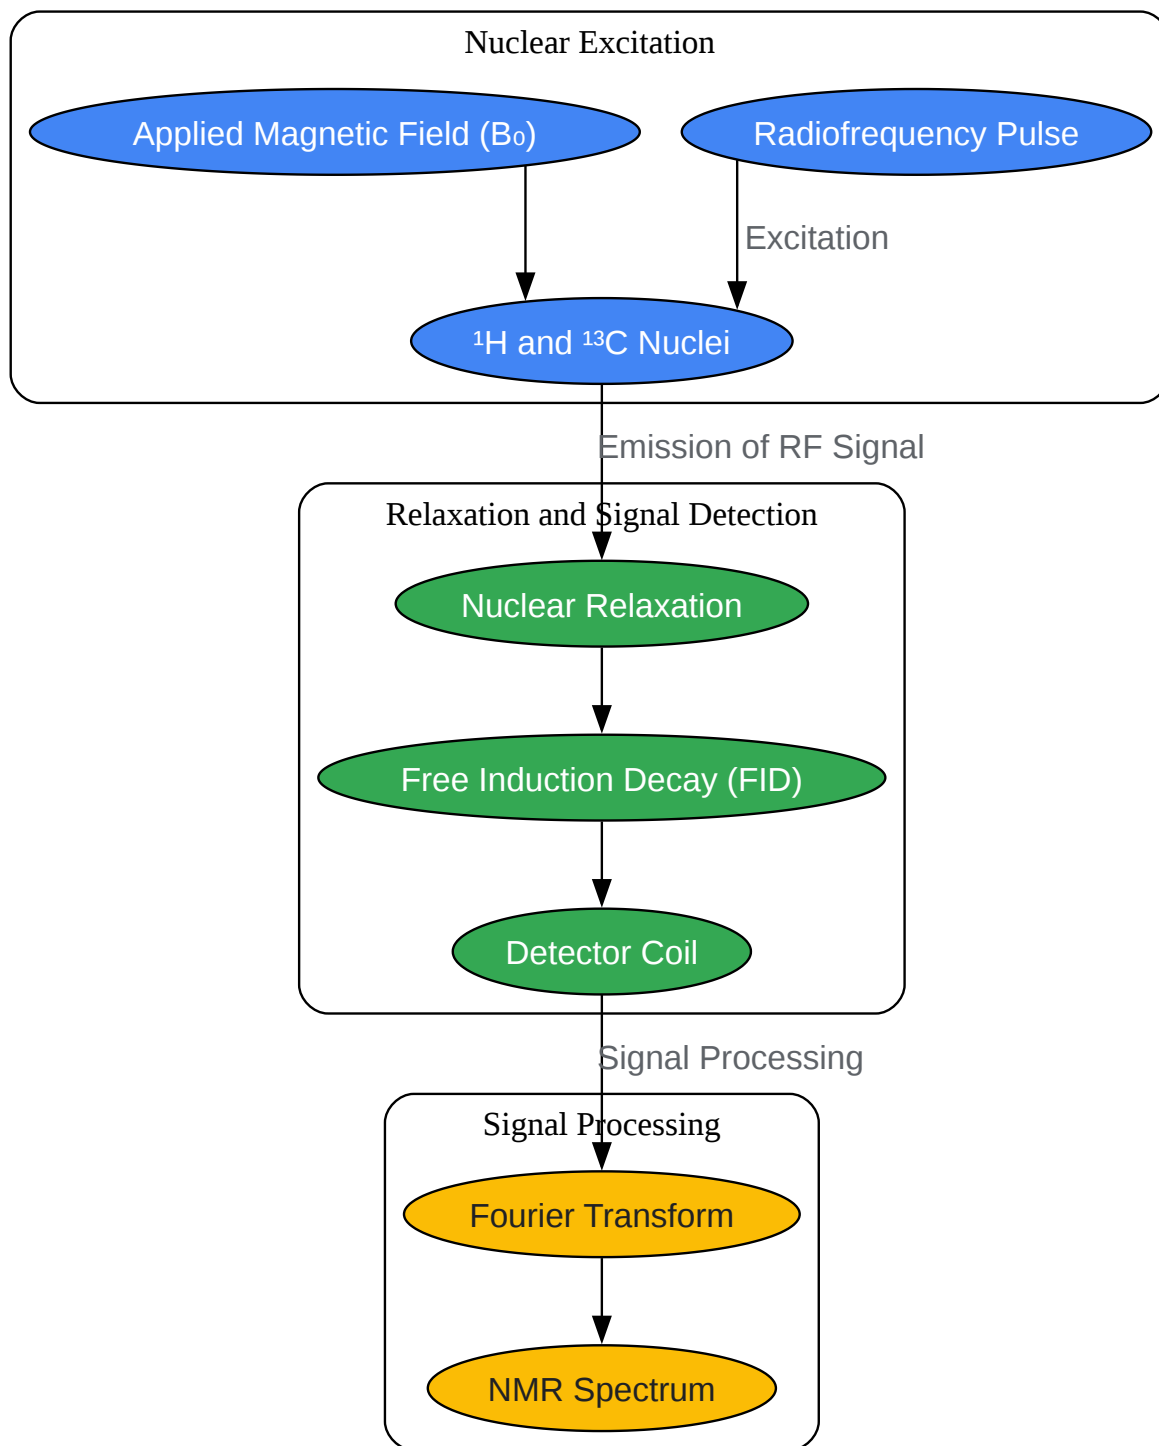 Nuclear Excitation
Applied Magnetic Field (B₀)
Radiofrequency Pulse
Excitation
¹H and ¹³C Nuclei
Emission of RF Signal
Relaxation and Signal Detection
Nuclear Relaxation
Free Induction Decay (FID)
Detector Coil
Signal Processing
Signal Processing
Fourier Transform
NMR Spectrum